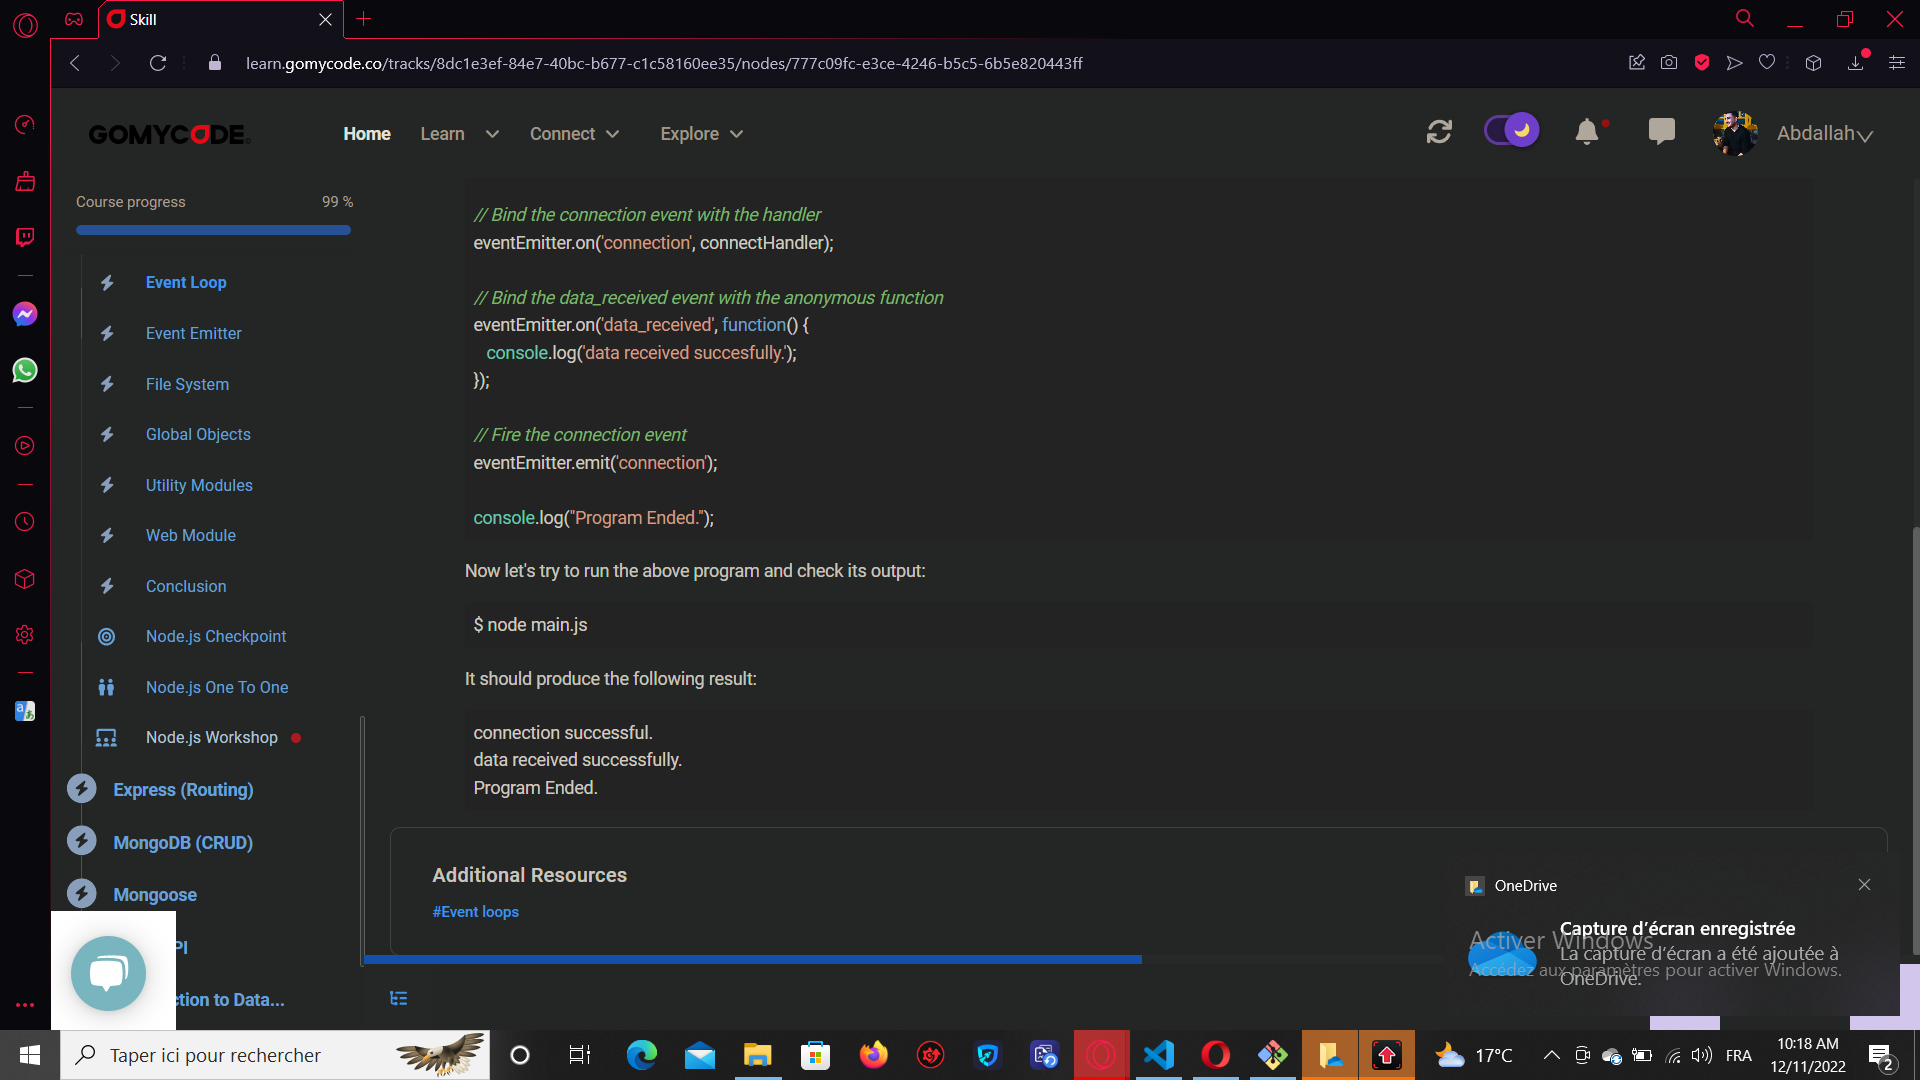 Skill
learn.gomycode.co/tracks/8dc1e3ef-84e7-40bc-b677-c1c58160ee35/nodes/777c09fc-e3ce-4246-b5c5-6b5e820443ff
GOMYCODE
Home
Learn
Connect
Explore
Abdallah
Course progress
99 %
Event Loop
Event Emitter
File System
Global Objects
Utility Modules
Web Module
Conclusion
Node.js Checkpoint
Node.js One To One
Node.js Workshop
Express (Routing)
MongoDB (CRUD)
Mongoose
PI
ction to Data...
// Bind the connection event with the handler
eventEmitter.on('connection', connectHandler);
// Bind the data_received event with the anonymous function
eventEmitter.on('data_received', function() {
console.log('data received succesfully.');
});
// Fire the connection event
eventEmitter.emit('connection');
console.log("Program Ended.");
Now let's try to run the above program and check its output:
$ node main.js
It should produce the following result:
connection successful.
data received successfully.
Program Ended.
Additional Resources
#Event loops
OneDrive
Capture d'écran enregistrée
La capture d'écran a été ajoutée à
OneDrive.
Activer Windows
Accédez aux paramètres pour activer Windows.
Taper ici pour rechercher
17°C
FRA
10:18 AM
12/11/2022
2